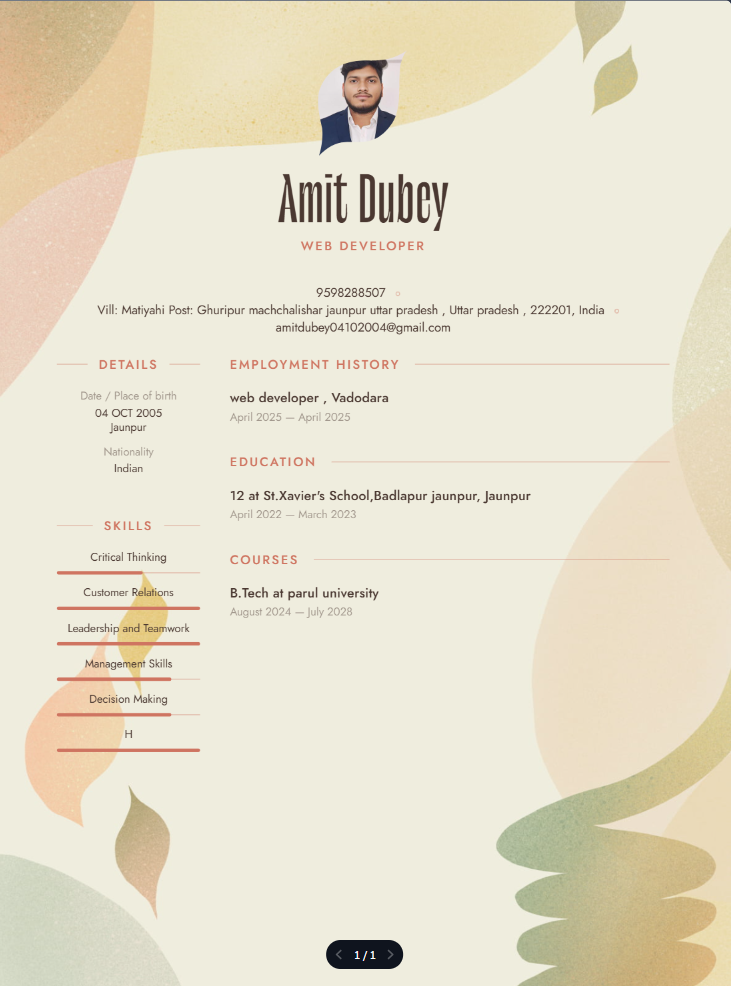 Amit Dubey
WEB DEVELOPER
9598288507
Vill: Matiyahi Post: Ghuripur machchalishar jaunpur uttar pradesh , Uttar pradesh , 222201, India
amitdubey04102004@gmail.com
DETAILS
Date / Place of birth
04 OCT 2005
Jaunpur
Nationality
Indian
SKILLS
Critical Thinking
Customer Relations
Leadership and Teamwork
Management Skills
Decision Making
H
EMPLOYMENT HISTORY
web developer , Vadodara
April 2025 — April 2025
EDUCATION
12 at St.Xavier's School,Badlapur jaunpur, Jaunpur
April 2022 — March 2023
COURSES
B.Tech at parul university
August 2024 — July 2028
1 / 1